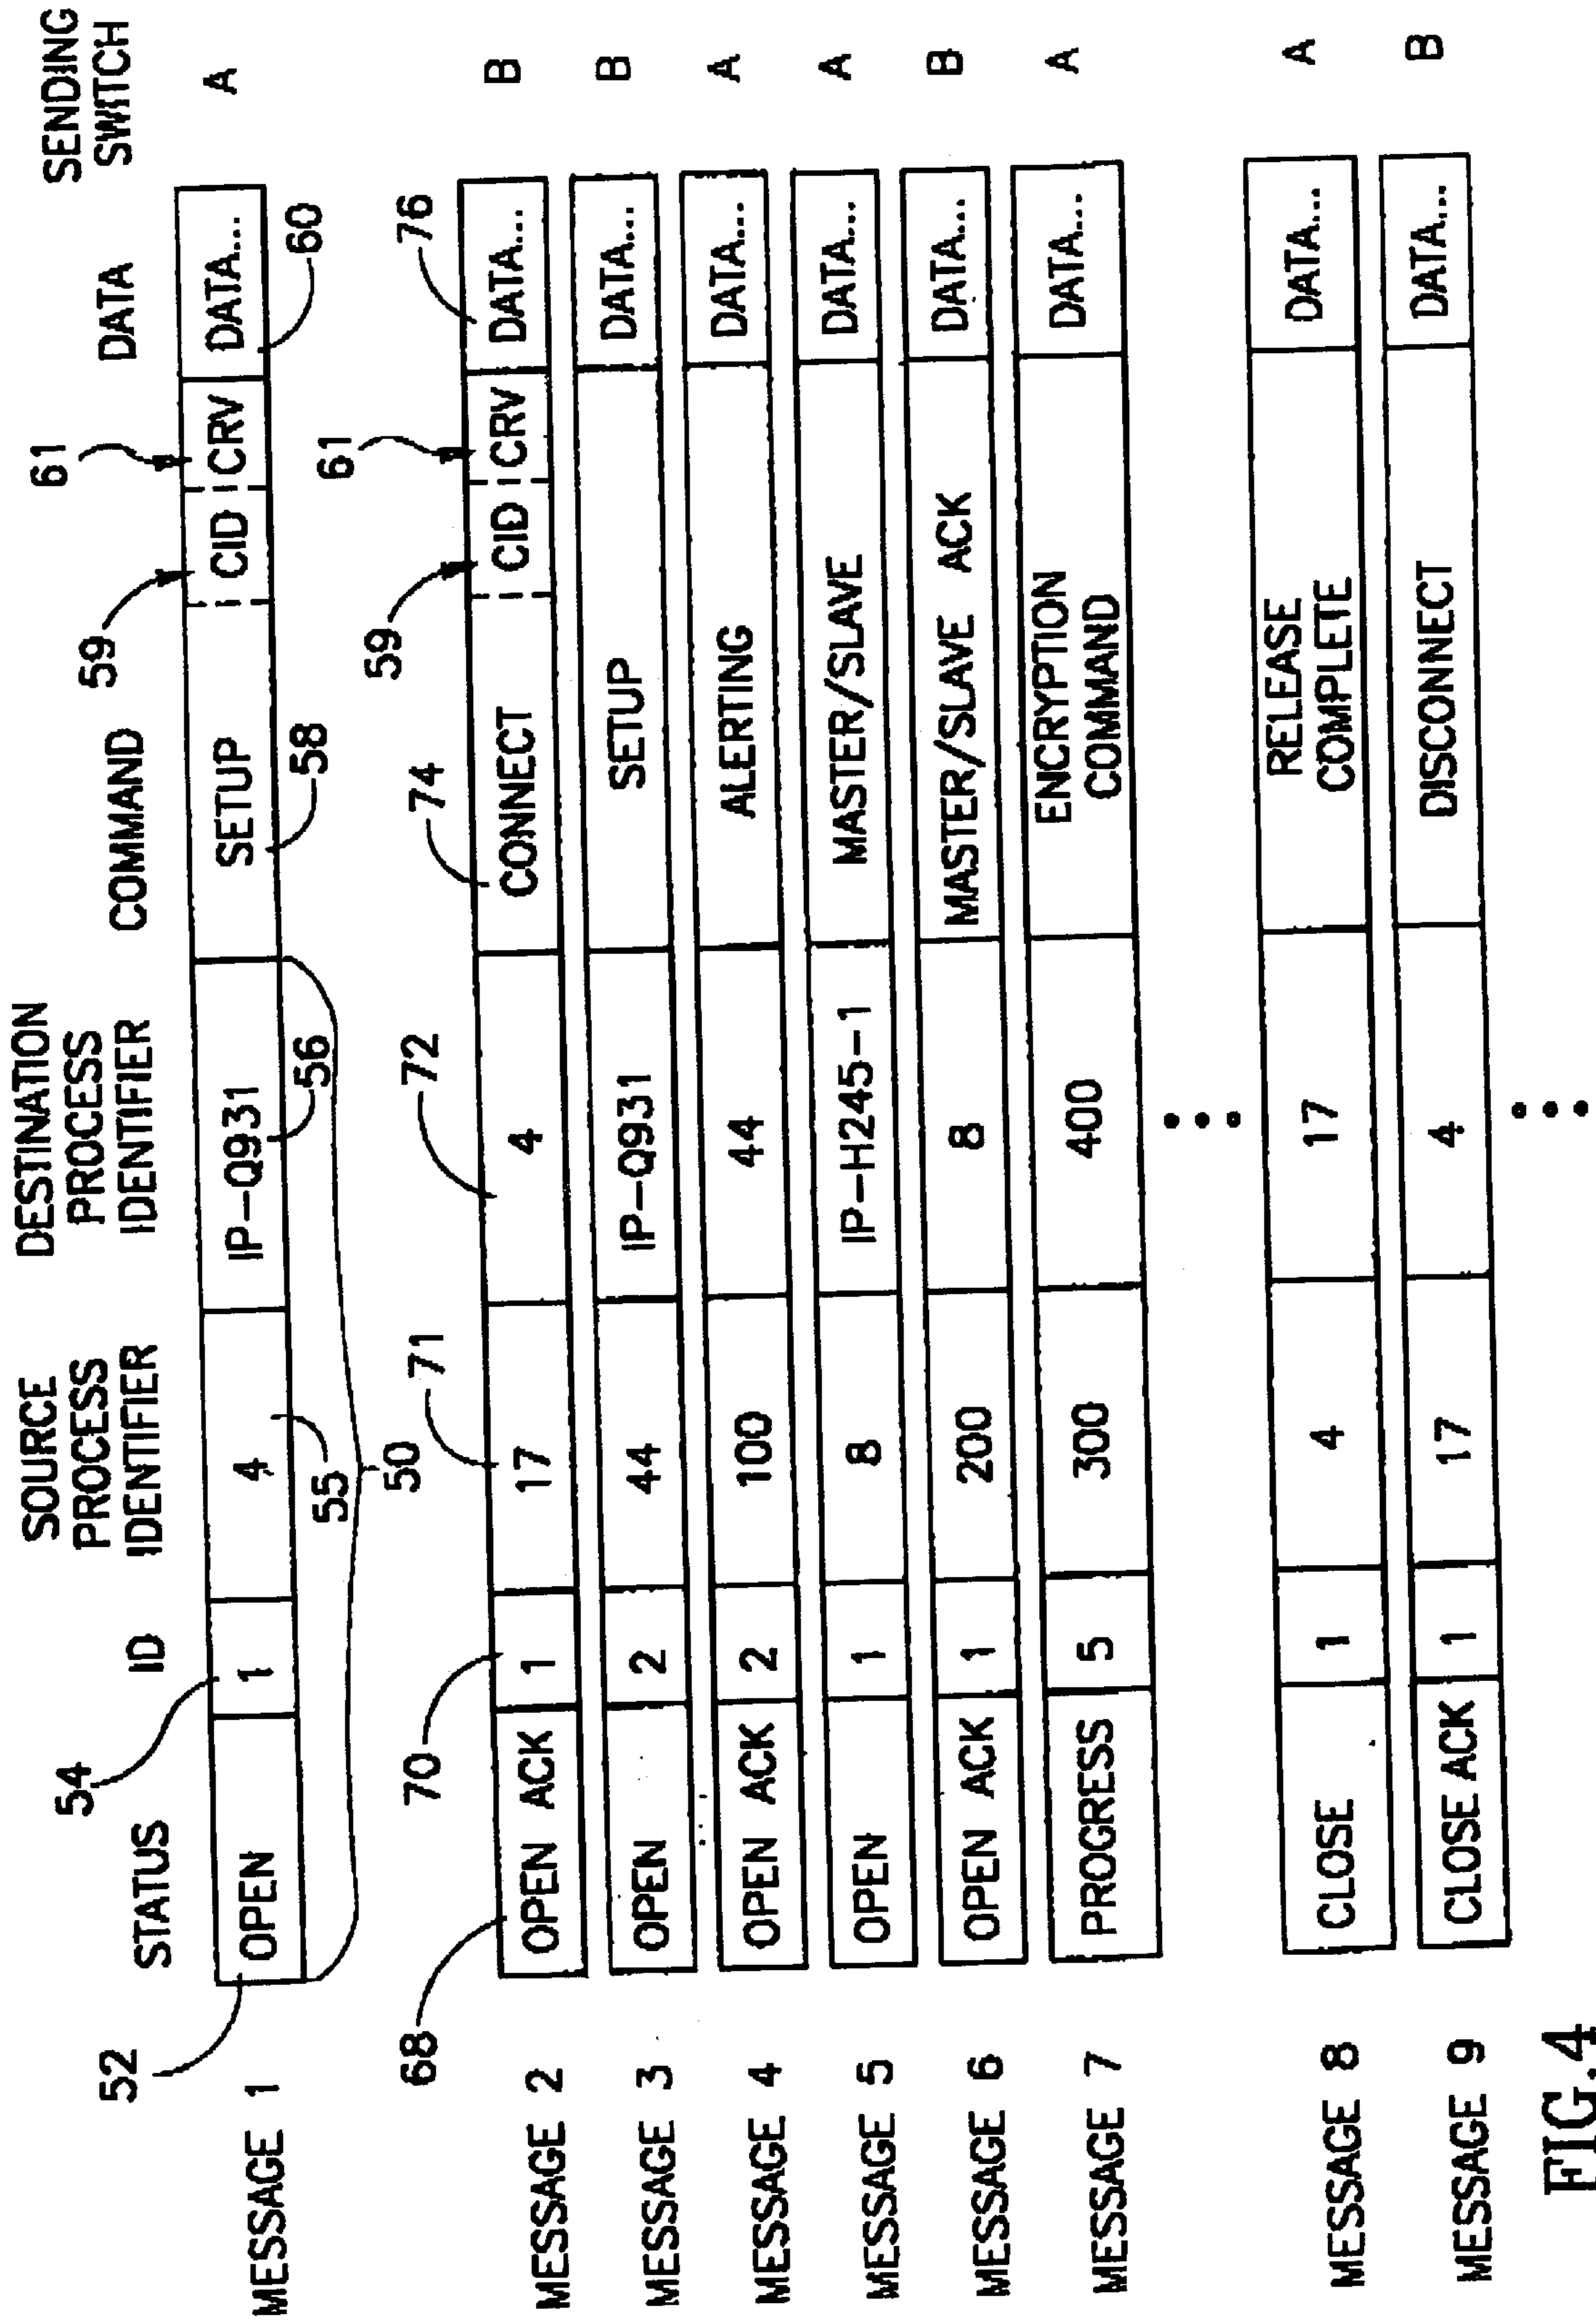 STATUS
ID
SOURCE
PROCESS
IDENTIFIER
DESTINATION
PROCESS
IDENTIFIER
COMMAND
DATA
SENDING
SWITCH
52
54
59
61
MESSAGE 1
OPEN
1
4
IP-Q931
SETUP
CID
CRV
DATA...
A
55
56
58
60
50
68
70
71
72
74
59
61
76
MESSAGE 2
OPEN ACK
1
17
4
CONNECT
CID
CRV
DATA...
B
MESSAGE 3
OPEN
2
44
IP-Q931
SETUP
DATA...
B
MESSAGE 4
OPEN ACK
2
100
44
ALERTING
DATA...
A
MESSAGE 5
OPEN
1
8
IP-H245-1
MASTER/SLAVE
DATA...
A
MESSAGE 6
OPEN ACK
1
200
8
MASTER/SLAVE ACK
DATA...
B
MESSAGE 7
PROGRESS
5
300
400
ENCRYPTION
COMMAND
DATA...
A
MESSAGE 8
CLOSE
1
4
17
RELEASE
COMPLETE
DATA...
A
MESSAGE 9
CLOSE ACK
1
17
4
DISCONNECT
DATA...
B
FIG.4